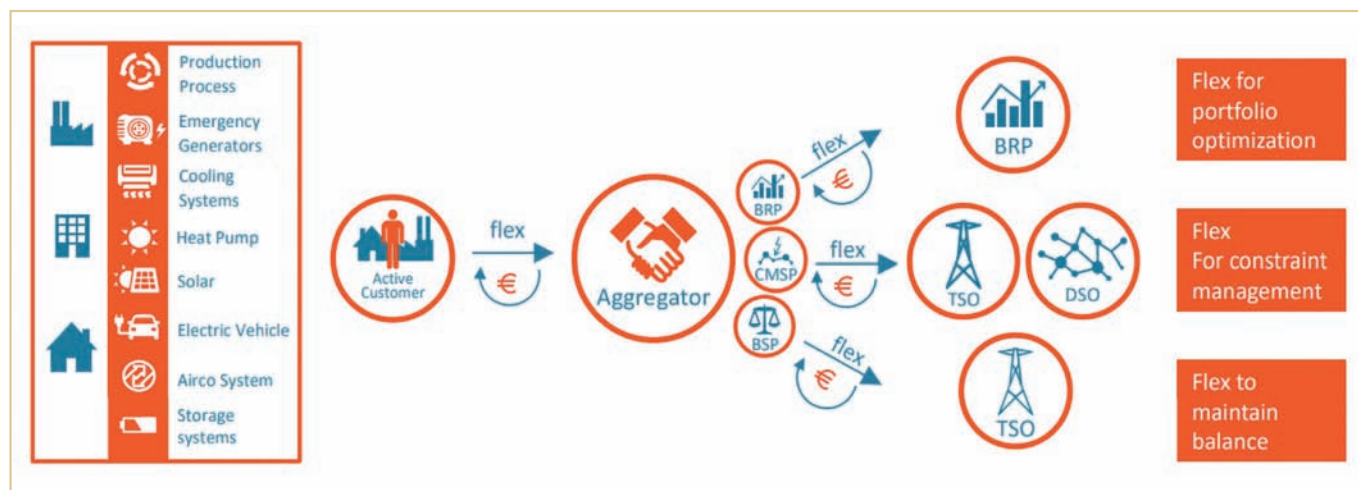 Production
Process
Emergency
Generators
Cooling
Systems
Heat Pump
Solar
Electric Vehicle
Airco System
Storage
systems
Active
Customer
flex
€
Aggregator
BRP
CMSP
BSP
flex
€
flex
€
flex
€
BRP
TSO
DSO
TSO
Flex for
portfolio
optimization
Flex
For constraint
management
Flex to
maintain
balance